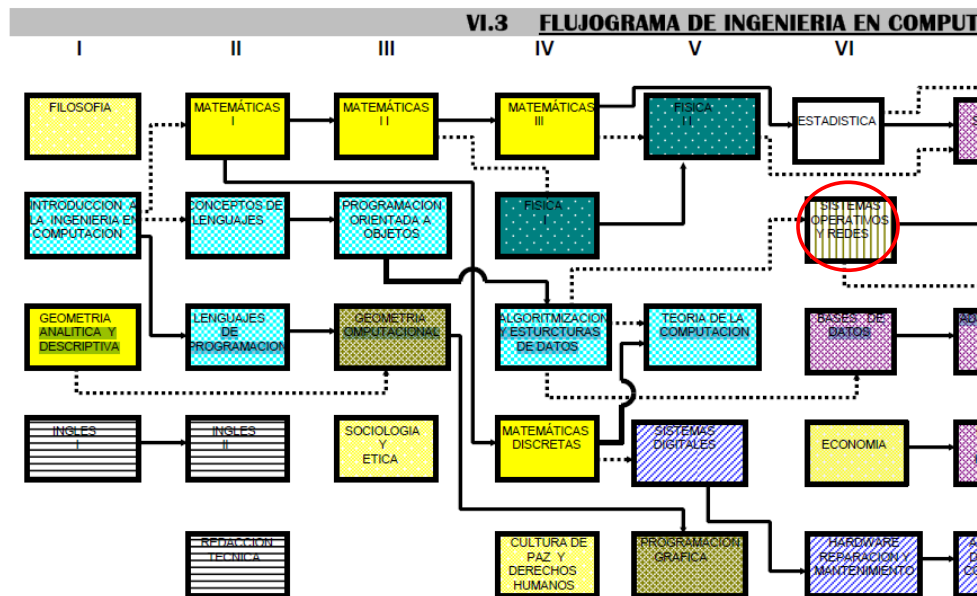 VI.3 FLUJOGRAMA DE INGENIERIA EN COMPUT
I II III IV V VI
FILOSOFIA
MATEMÁTICAS
I
MATEMÁTICAS
II
MATEMÁTICAS
III
FISICA
II
ESTADISTICA
INTRODUCCION A
LA INGENIERIA EN
COMPUTACION
CONCEPTOS DE
LENGUAJES
PROGRAMACION
ORIENTADA A
OBJETOS
FISICA
I
SISTEMAS
OPERATIVOS
Y REDES
GEOMETRIA
ANALITICA Y
DESCRIPTIVA
LENGUAJES
DE
PROGRAMACION
GEOMETRIA
OMPUTACIONAL
ALGORITMIZACION
Y ESTURCTURAS
DE DATOS
TEORIA DE LA
COMPUTACION
BASES DE
DATOS
INGLES
I
INGLES
II
SOCIOLOGIA
Y
ETICA
MATEMÁTICAS
DISCRETAS
SISTEMAS
DIGITALES
ECONOMIA
REDACCION
TECNICA
CULTURA DE
PAZ Y
DERECHOS
HUMANOS
PROGRAMACION
GRAFICA
HARDWARE
REPARACION Y
MANTENIMIENTO